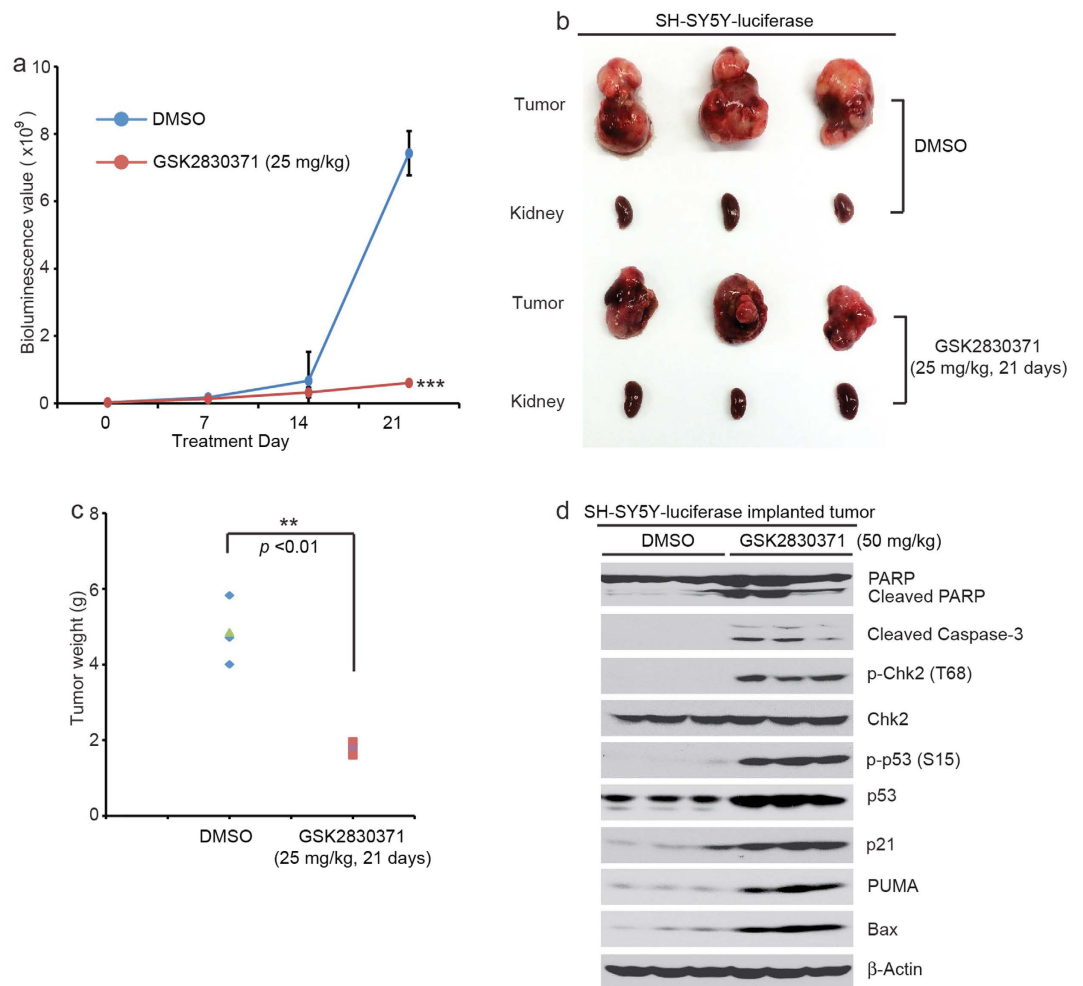 a
10
8
6
4
2
0
Bioluminescence value ( x10⁹)
DMSO
GSK2830371 (25 mg/kg)
***
0 7 14 21
Treatment Day
b
SH-SY5Y-luciferase
Tumor
DMSO
Kidney
Tumor
GSK2830371
(25 mg/kg, 21 days)
Kidney
c
8
6
4
2
0
Tumor weight (g)
**
p <0.01
DMSO GSK2830371
(25 mg/kg, 21 days)
d
SH-SY5Y-luciferase implanted tumor
DMSO GSK2830371 (50 mg/kg)
PARP
Cleaved PARP
Cleaved Caspase-3
p-Chk2 (T68)
Chk2
p-p53 (S15)
p53
p21
PUMA
Bax
β-Actin